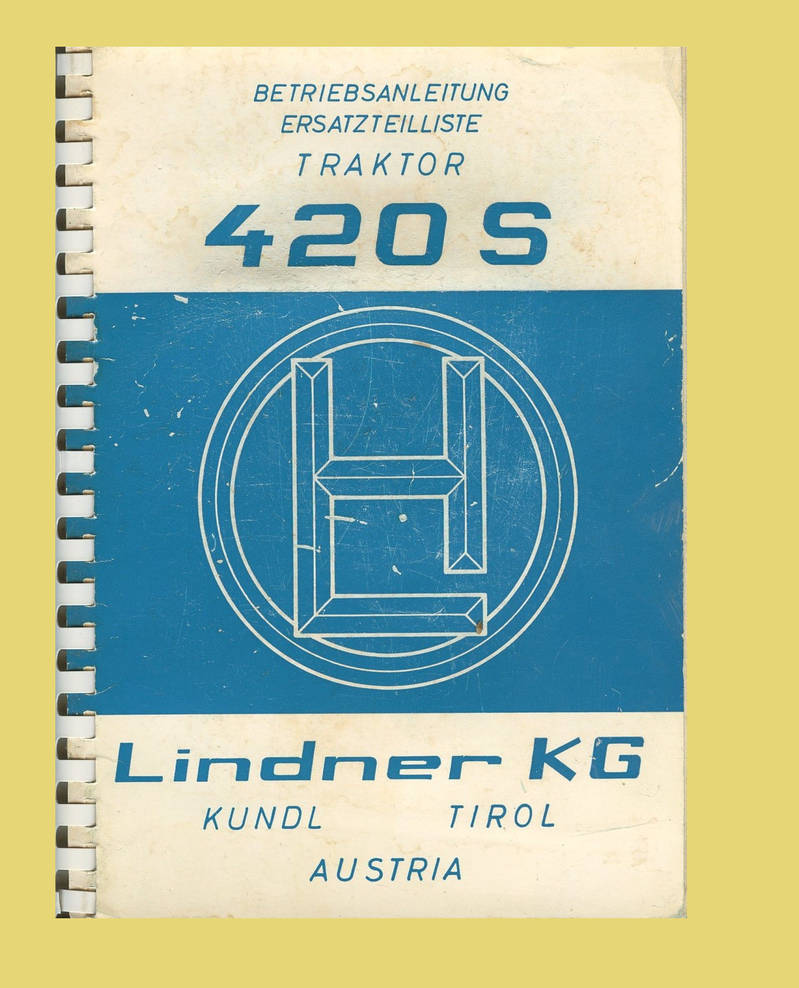 BETRIEBSANLEITUNG
ERSATZTEILLISTE
TRAKTOR
420 S
Lindner KG
KUNDL TIROL
AUSTRIA